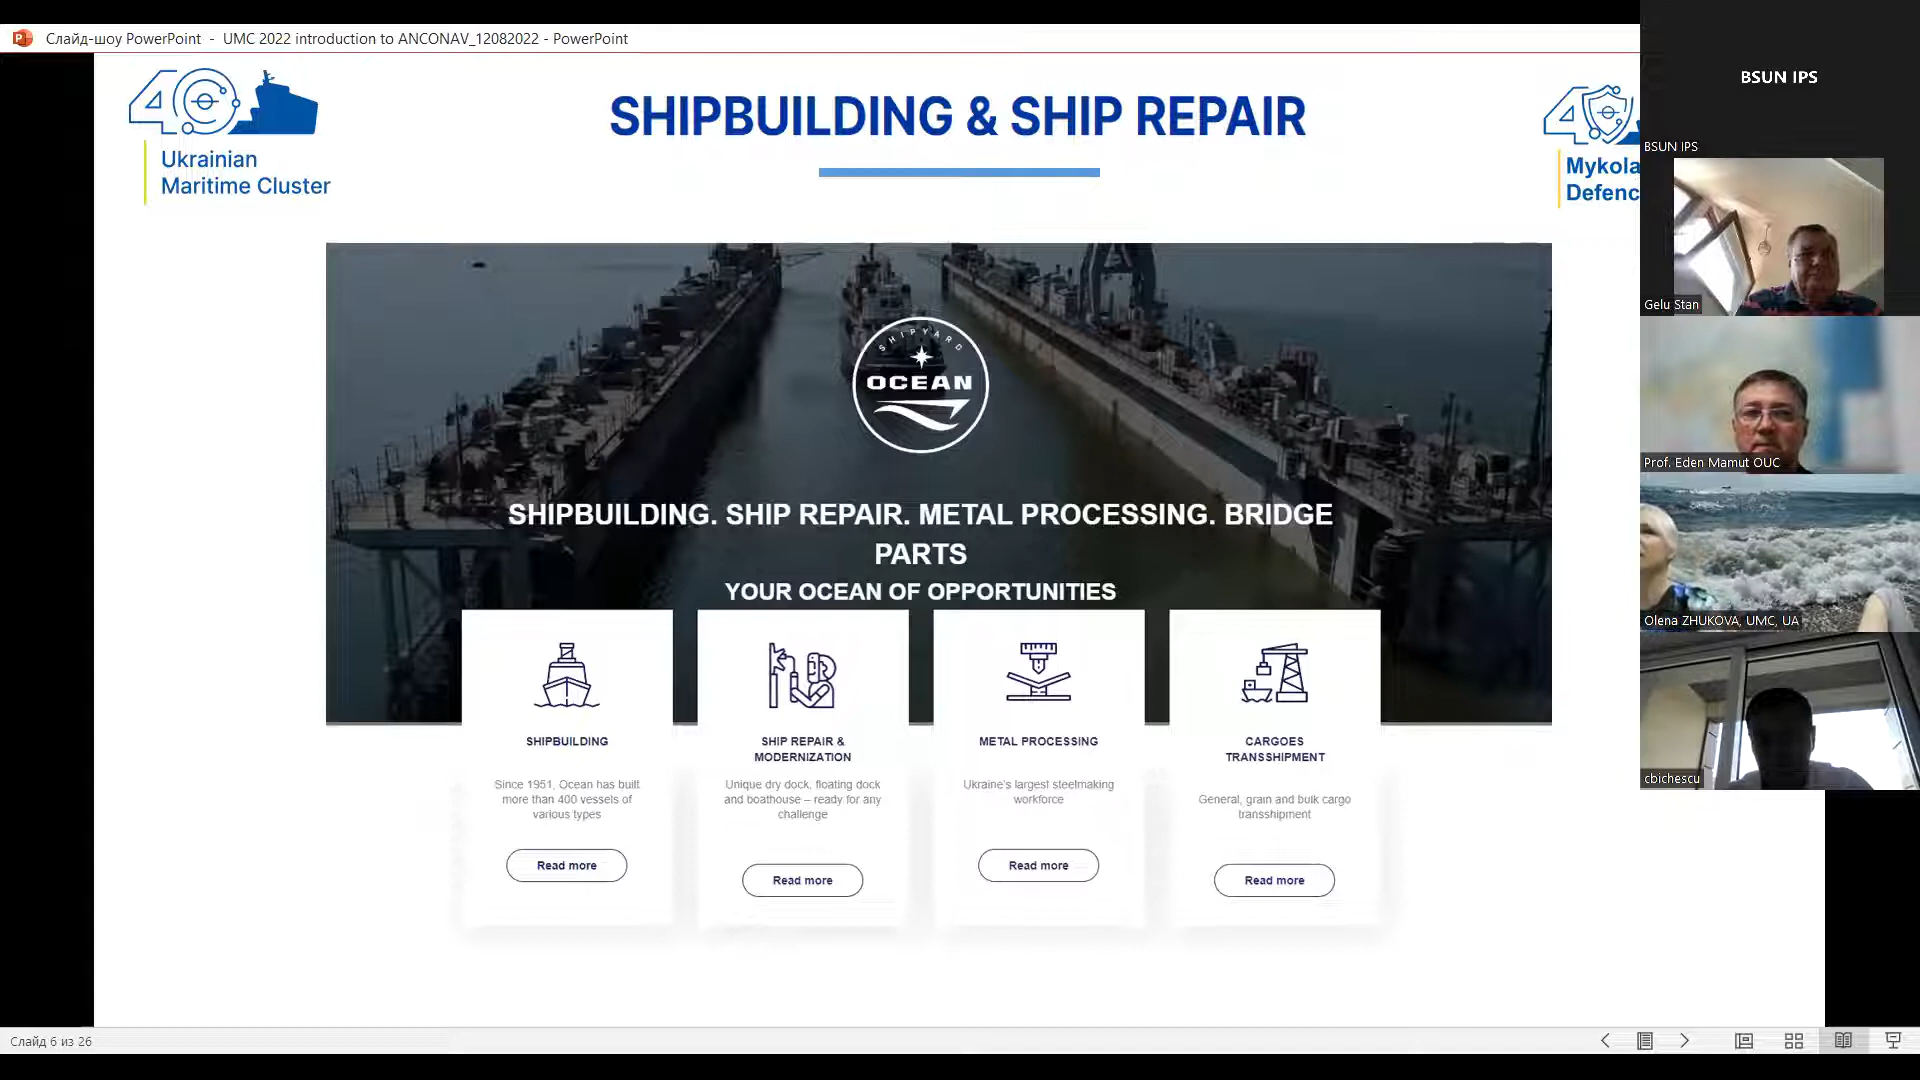 Слайд-шоу PowerPoint - UMC 2022 introduction to ANCONAV_12082022 - PowerPoint
40
Ukrainian
Maritime Cluster
SHIPBUILDING & SHIP REPAIR
Mykola
Defenc
SHIPYARD
OCEAN
SHIPBUILDING. SHIP REPAIR. METAL PROCESSING. BRIDGE
PARTS
YOUR OCEAN OF OPPORTUNITIES
SHIPBUILDING
Since 1951, Ocean has built
more than 400 vessels of
various types
Read more
SHIP REPAIR &
MODERNIZATION
Unique dry dock, floating dock
and boathouse – ready for any
challenge
Read more
METAL PROCESSING
Ukraine's largest steelmaking
workforce
Read more
CARGOES
TRANSSHIPMENT
General, grain and bulk cargo
transshipment
Read more
BSUN IPS
BSUN IPS
Gelu Stan
Prof. Eden Mamut OUC
Olena ZHUKOVA, UMC, UA
cbichescu
Слайд 6 из 26